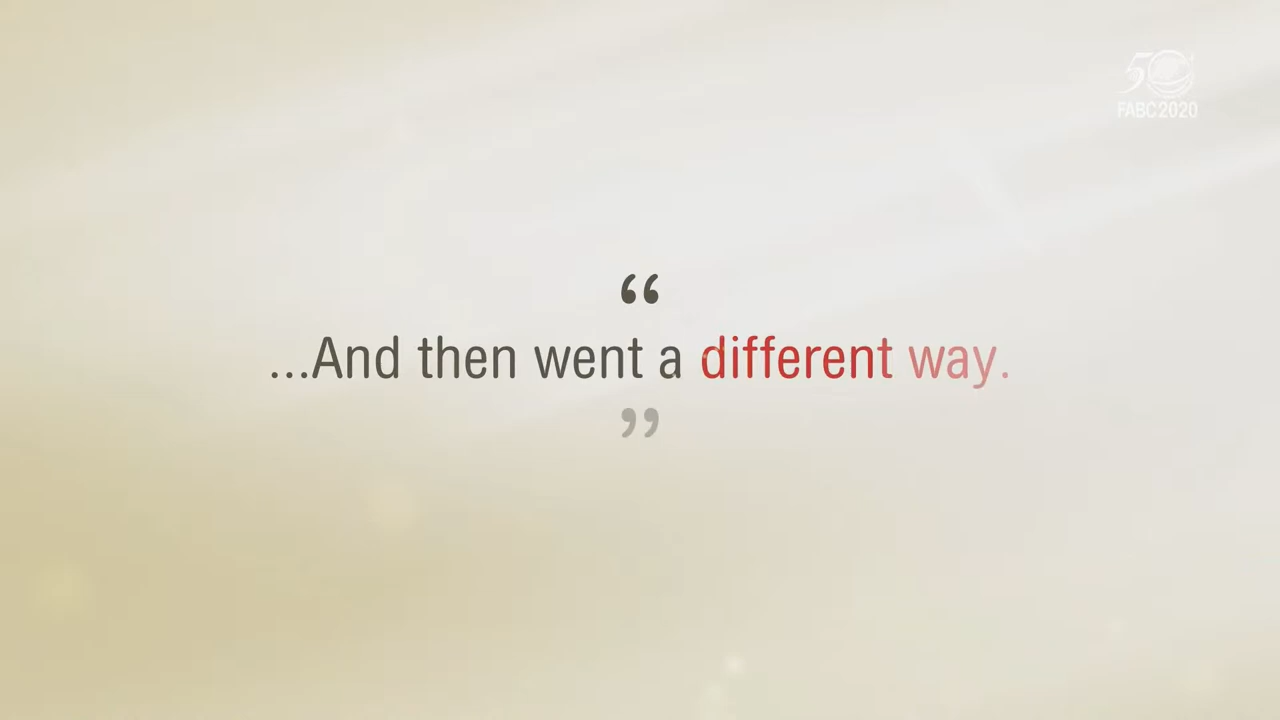 50
FABC2020
“
...And then went a different way.
”